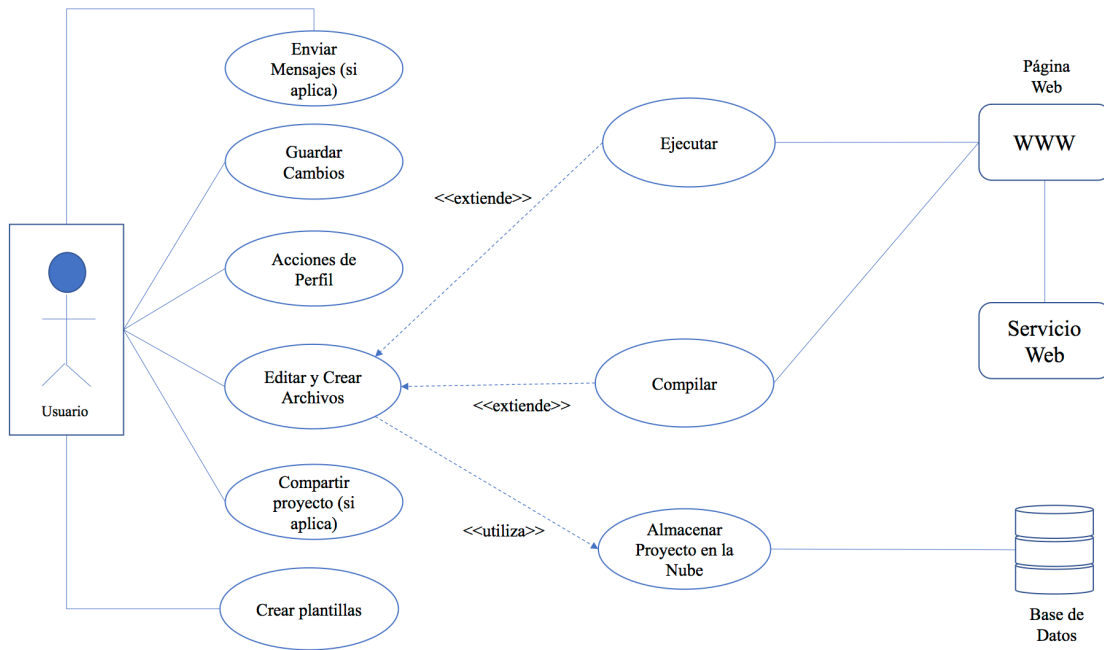 Enviar
Mensajes (si
aplica)
Página
Web
Guardar
Cambios
Ejecutar
WWW
<<extiende>>
Acciones de
Perfil
Servicio
Web
Editar y Crear
Archivos
Compilar
<<extiende>>
Usuario
Compartir
proyecto (si
aplica)
<<utiliza>>
Almacenar
Proyecto en la
Nube
Crear plantillas
Base de
Datos